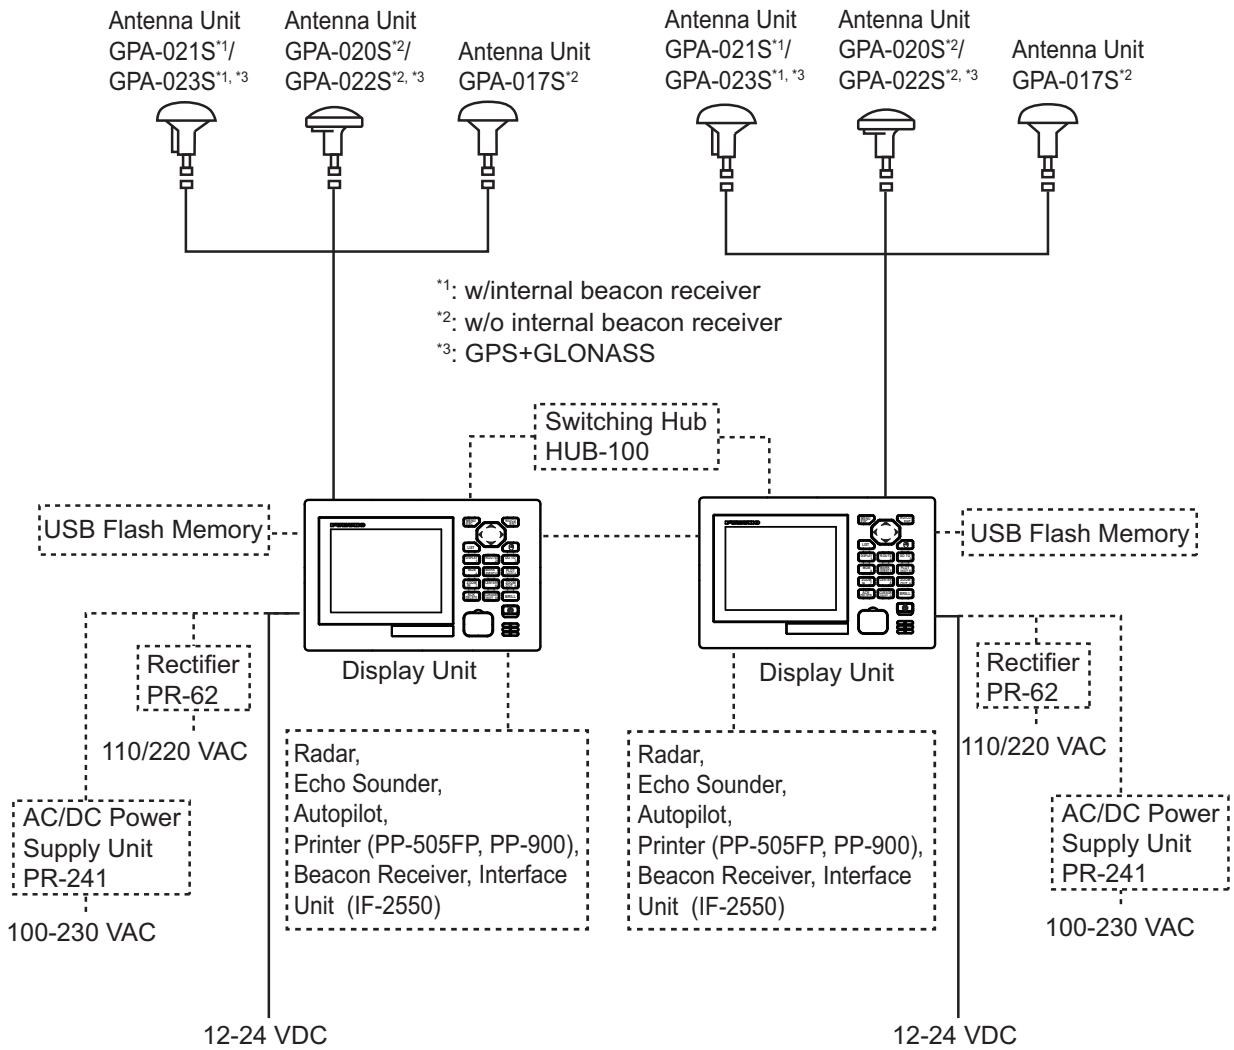 Antenna Unit
GPA-021S*1/
GPA-023S*1, *3
Antenna Unit
GPA-020S*2/
GPA-022S*2, *3
Antenna Unit
GPA-017S*2
Antenna Unit
GPA-021S*1/
GPA-023S*1, *3
Antenna Unit
GPA-020S*2/
GPA-022S*2, *3
Antenna Unit
GPA-017S*2
*1: w/internal beacon receiver
*2: w/o internal beacon receiver
*3: GPS+GLONASS
Switching Hub
HUB-100
USB Flash Memory
USB Flash Memory
Display Unit
Display Unit
Rectifier
PR-62
110/220 VAC
Rectifier
PR-62
110/220 VAC
AC/DC Power
Supply Unit
PR-241
100-230 VAC
Radar,
Echo Sounder,
Autopilot,
Printer (PP-505FP, PP-900),
Beacon Receiver, Interface
Unit (IF-2550)
Radar,
Echo Sounder,
Autopilot,
Printer (PP-505FP, PP-900),
Beacon Receiver, Interface
Unit (IF-2550)
AC/DC Power
Supply Unit
PR-241
100-230 VAC
12-24 VDC
12-24 VDC